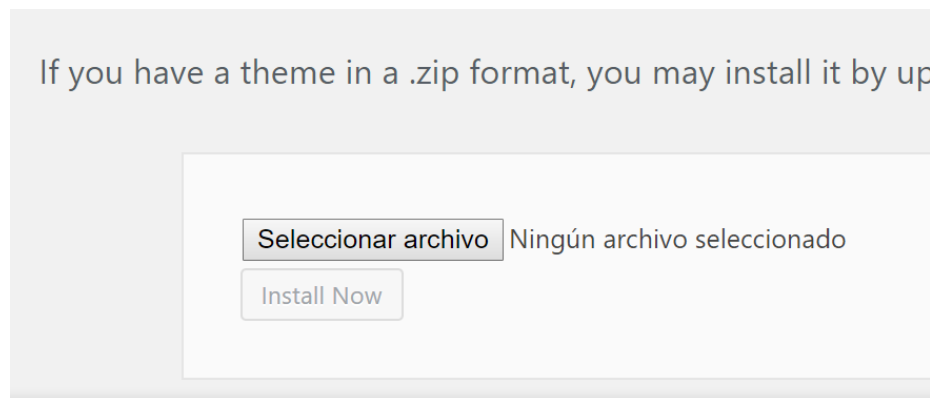 If you have a theme in a .zip format, you may install it by up
Seleccionar archivo Ningún archivo seleccionado
Install Now